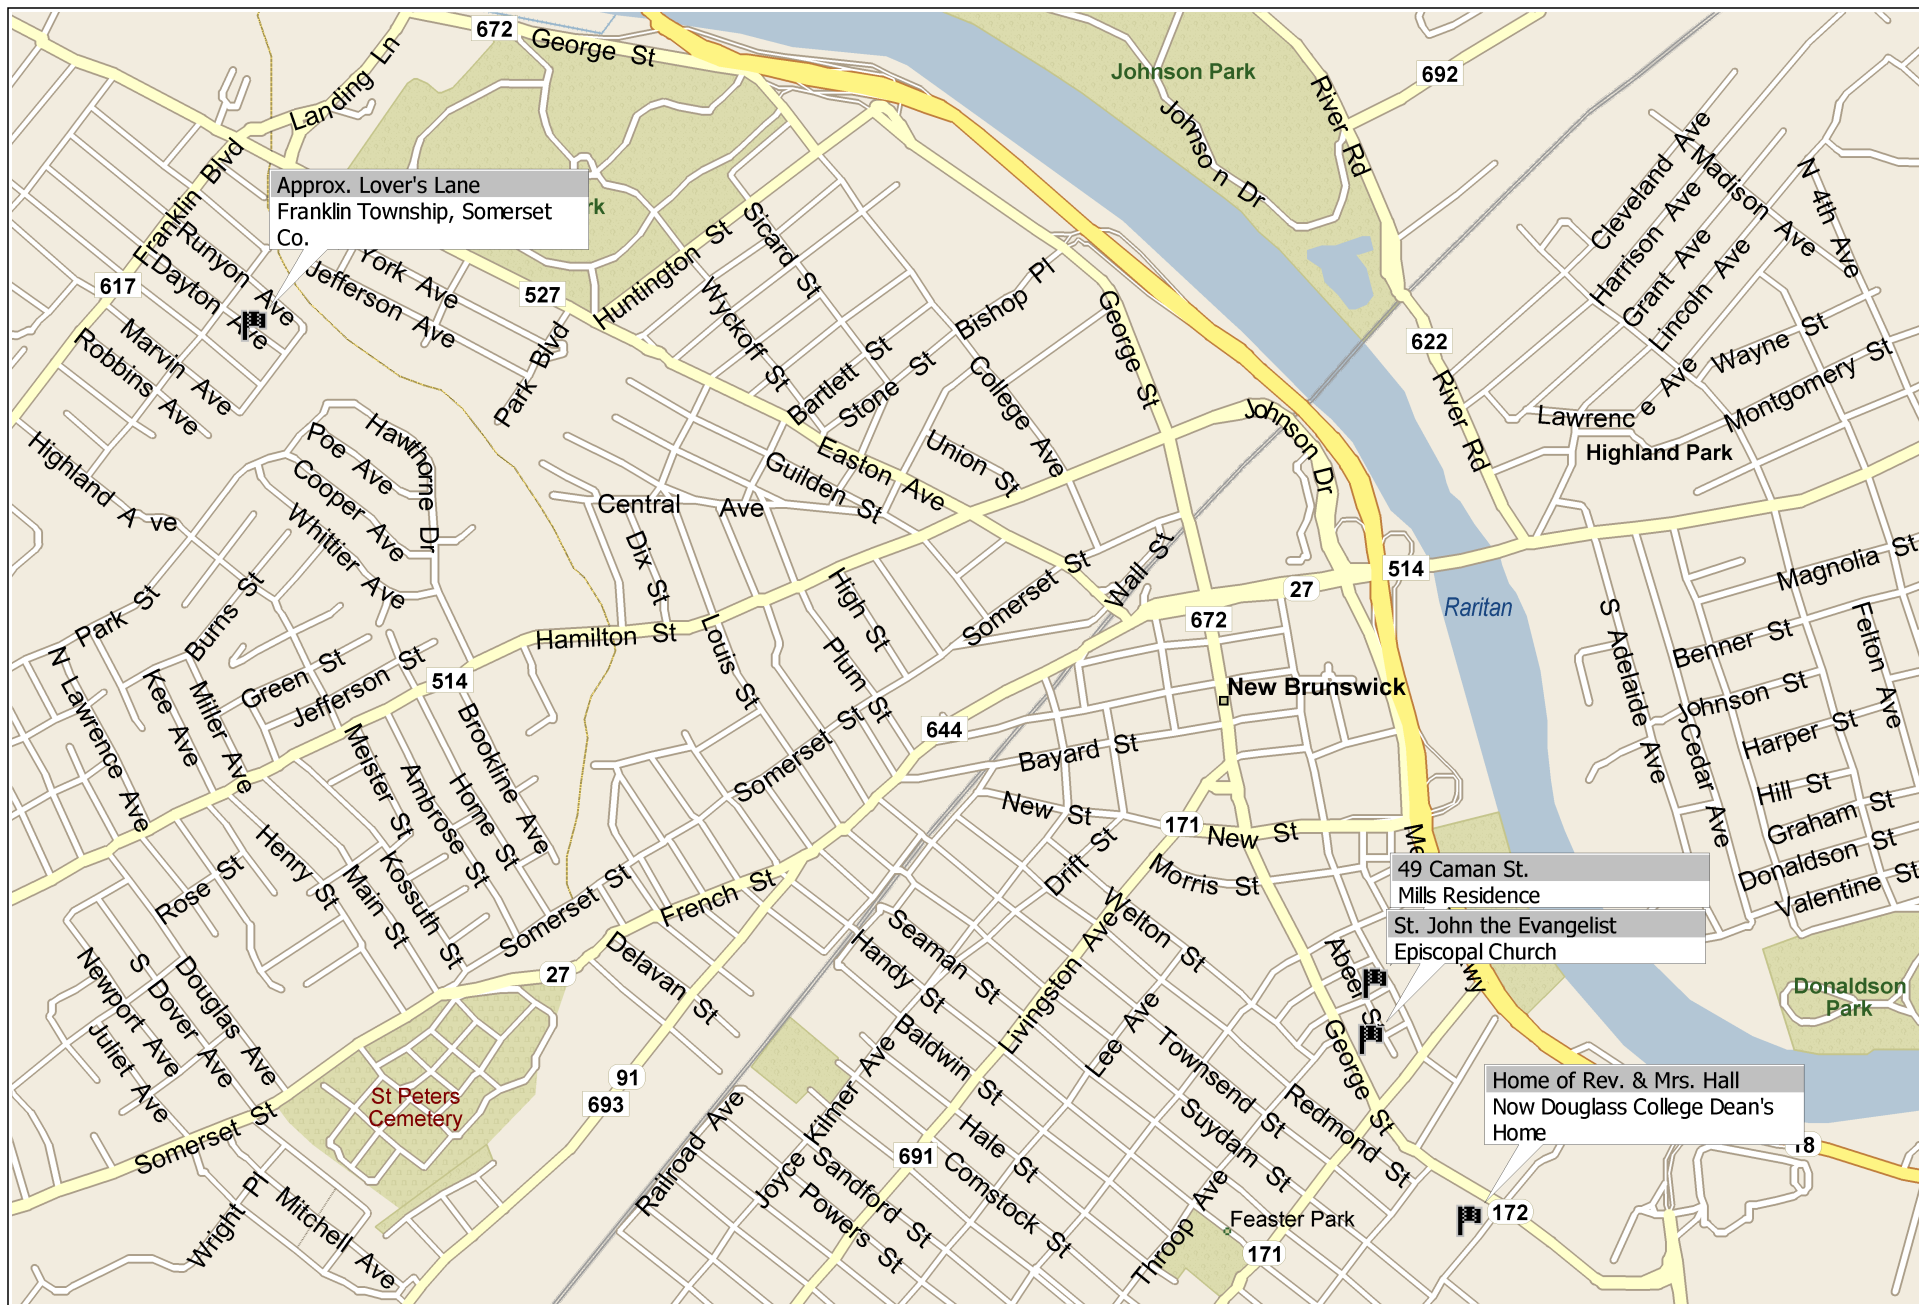 672
George St
Landing Ln
Johnson Park
River Rd
692
Johnson Dr
Cleveland Ave
Madison Ave
N 4th Ave
Harrison Ave
Grant Ave
Lincoln Ave
Franklin Blvd
Approx. Lover's Lane
Franklin Township, Somerset
Co.
rk
Runyon Ave
F Dayton Ave
York Ave
Jefferson Ave
617
527
Huntington St
Sicard St
Wyckoff St
Bishop Pl
George St
622
Wayne St
Montgomery St
Lawrence Ave
Highland Park
River Rd
Marvin Ave
Robbins Ave
Park Blvd
Bartlett St
Stone St
College Ave
Johnson Dr
Highland Ave
Poe Ave
Hawthorne Dr
Cooper Ave
Whittier Ave
Easton Ave
Union St
Guilden St
Central Ave
Dix St
High St
Somerset St
Wall St
27
514
Raritan
Magnolia St
Park St
Burns St
Hamilton St
Louis St
Plum St
672
S Adelaide Ave
Benner St
Felton Ave
N Lawrence Ave
Kee Ave
Miller Ave
Green St
Jefferson St
514
New Brunswick
Johnson St
Cedar Ave
Harper St
Meister St
Ambrose St
Home St
Brookline Ave
Somerset St
644
Bayard St
New St
171
New St
Hill St
Graham St
Donaldson St
Valentine St
Rose St
Henry St
Main St
Kossuth St
Somerset St
French St
Drift St
Morris St
Welton St
Me
49 Caman St.
Mills Residence
St. John the Evangelist
Episcopal Church
wy
Abeel St
Newport Ave
S Dover Ave
Douglas Ave
Juliet Ave
27
Delavan St
Seaman St
Handy St
Livingston Ave
Lee Ave
Donaldson
Park
Baldwin St
Townsend St
George St
Redmond St
Suydam St
Home of Rev. & Mrs. Hall
Now Douglass College Dean's
Home
18
St Peters
Cemetery
91
693
Railroad Ave
Joyce Kilmer Ave
691
Hale St
Comstock St
Sandford St
Powers St
Throop Ave
Feaster Park
171
172
Somerset St
Wright Pl
Mitchell Ave